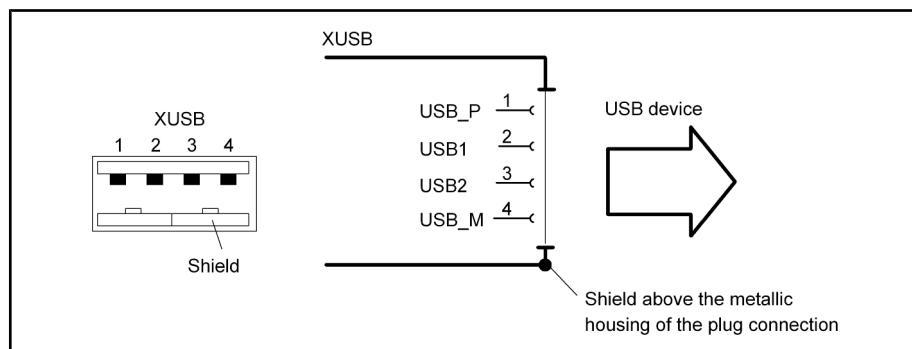 XUSB
1 2 3 4
Shield
XUSB
USB_P 1
USB1 2
USB2 3
USB_M 4
USB device
Shield above the metallic
housing of the plug connection